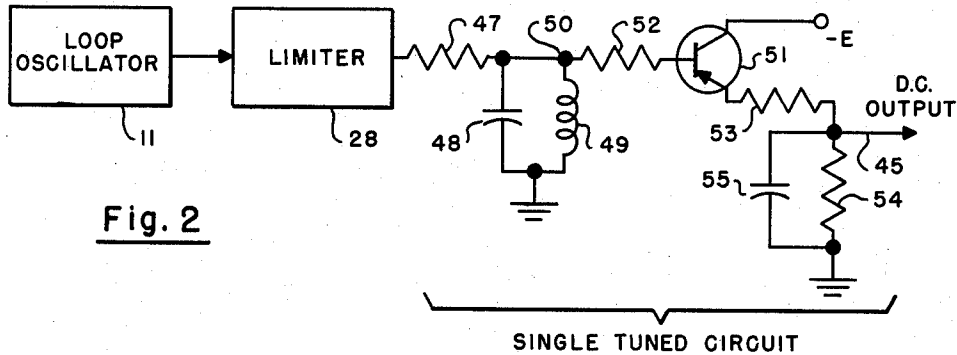 LOOP
OSCILLATOR
11
LIMITER
28
47
50
52
51
-E
48
49
53
D.C.
OUTPUT
45
55
54
Fig. 2
SINGLE TUNED CIRCUIT